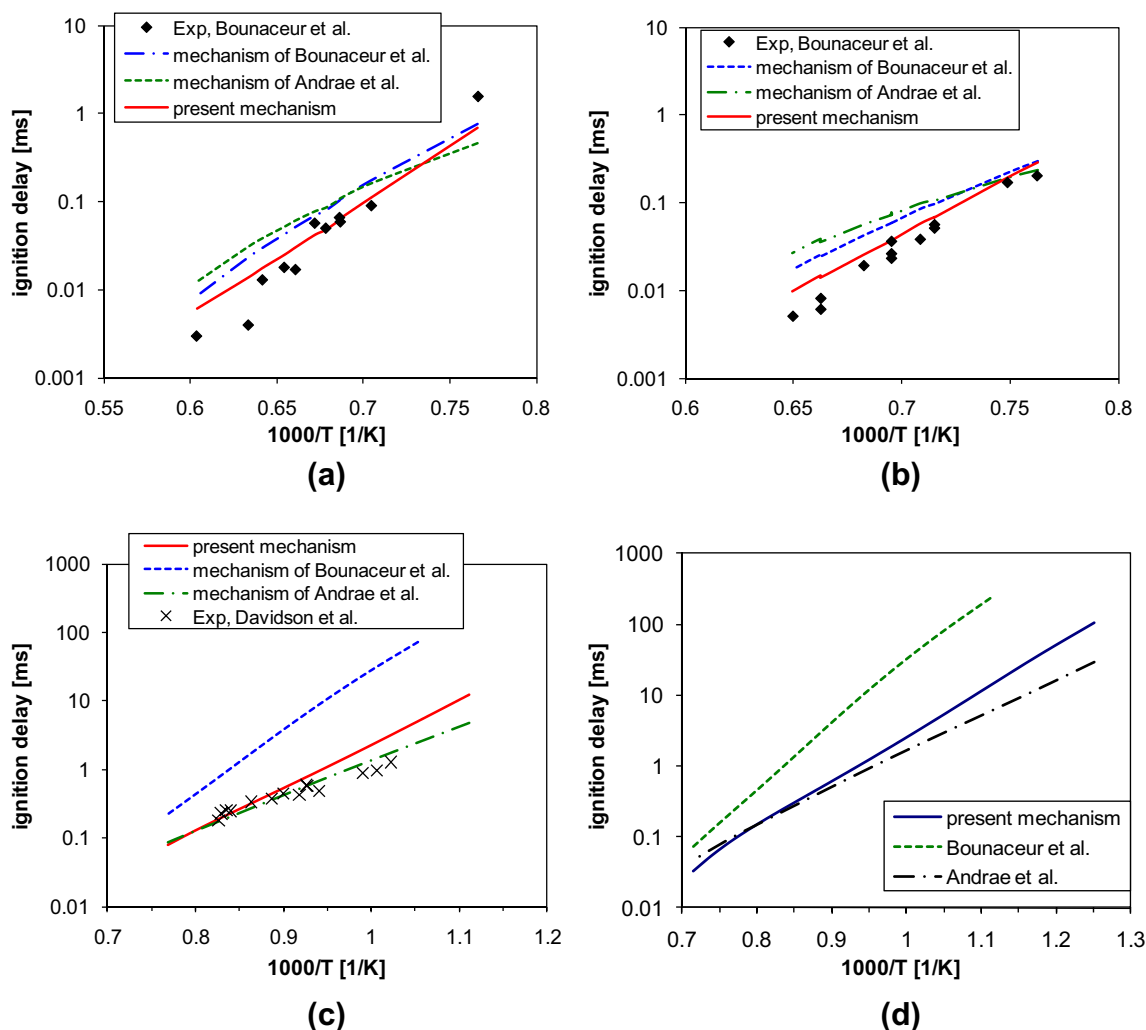 Exp, Bounaceur et al.
mechanism of Bounaceur et al.
mechanism of Andrae et al.
present mechanism
10
1
0.1
0.01
0.001
ignition delay [ms]
0.55
0.6
0.65
0.7
0.75
0.8
1000/T [1/K]
(a)
Exp, Bounaceur et al.
mechanism of Bounaceur et al.
mechanism of Andrae et al.
present mechanism
10
1
0.1
0.01
0.001
ignition delay [ms]
0.6
0.65
0.7
0.75
0.8
1000/T [1/K]
(b)
present mechanism
mechanism of Bounaceur et al.
mechanism of Andrae et al.
Exp, Davidson et al.
1000
100
10
1
0.1
0.01
ignition delay [ms]
0.7
0.8
0.9
1
1.1
1.2
1000/T [1/K]
(c)
1000
100
10
1
0.1
0.01
ignition delay [ms]
present mechanism
Bounaceur et al.
Andrae et al.
0.7
0.8
0.9
1
1.1
1.2
1.3
1000/T [1/K]
(d)